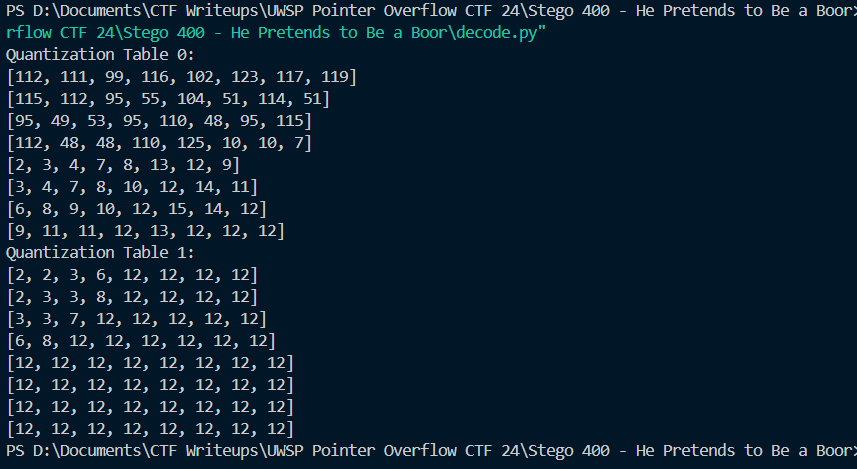 PS D:\Documents\CTF Writeups\UWSP Pointer Overflow CTF 24\Stego 400 - He Pretends to Be a Boor>
rflow CTF 24\Stego 400 - He Pretends to Be a Boor\decode.py"
Quantization Table 0:
[112, 111, 99, 116, 102, 123, 117, 119]
[115, 112, 95, 55, 104, 51, 114, 51]
[95, 49, 53, 95, 110, 48, 95, 115]
[112, 48, 48, 110, 125, 10, 10, 7]
[2, 3, 4, 7, 8, 13, 12, 9]
[3, 4, 7, 8, 10, 12, 14, 11]
[6, 8, 9, 10, 12, 15, 14, 12]
[9, 11, 11, 12, 13, 12, 12, 12]
Quantization Table 1:
[2, 2, 3, 6, 12, 12, 12, 12]
[2, 3, 3, 8, 12, 12, 12, 12]
[3, 3, 7, 12, 12, 12, 12, 12]
[6, 8, 12, 12, 12, 12, 12, 12]
[12, 12, 12, 12, 12, 12, 12, 12]
[12, 12, 12, 12, 12, 12, 12, 12]
[12, 12, 12, 12, 12, 12, 12, 12]
[12, 12, 12, 12, 12, 12, 12, 12]
PS D:\Documents\CTF Writeups\UWSP Pointer Overflow CTF 24\Stego 400 - He Pretends to Be a Boor>